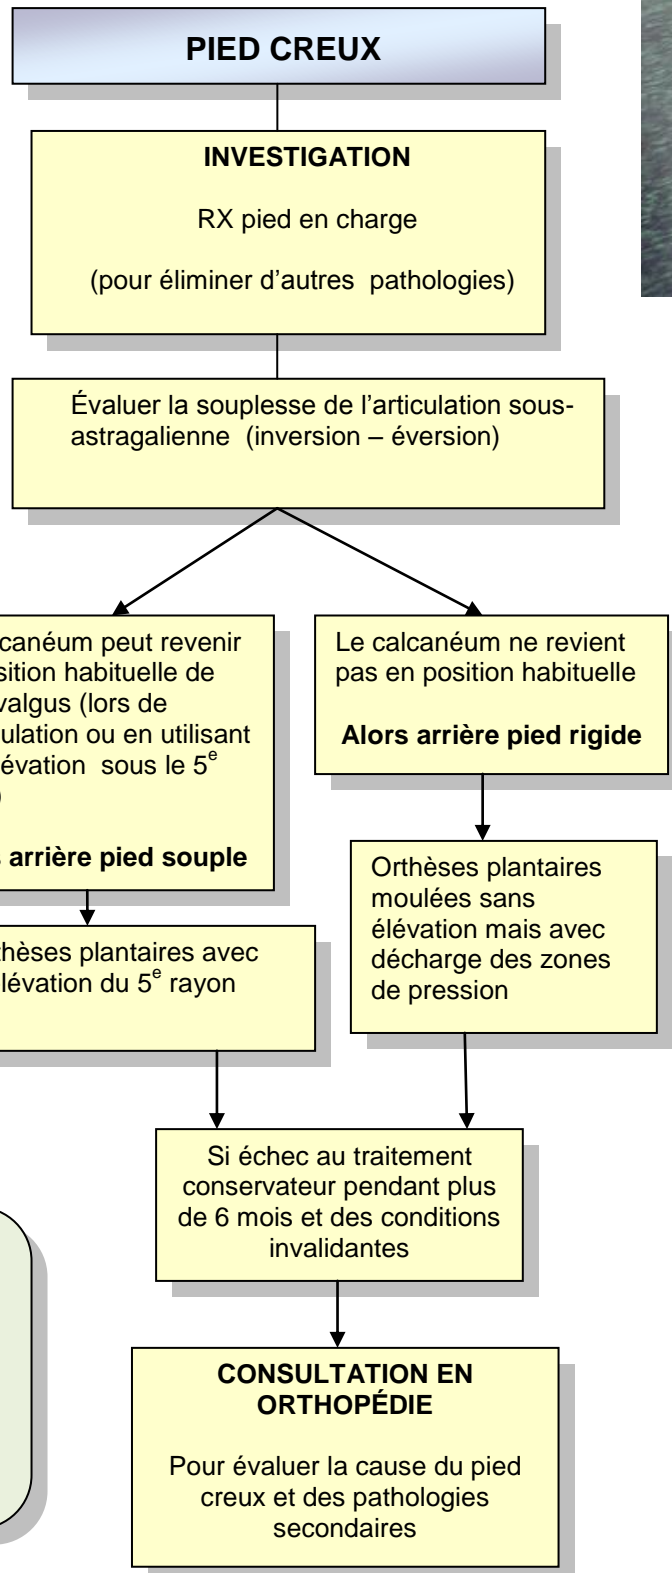 PIED CREUX
INVESTIGATION
RX pied en charge
(pour éliminer d’autres pathologies)
Évaluer la souplesse de l’articulation sous-
astragalienne (inversion – éversion)
canéum peut revenir
sition habituelle de
valgus (lors de
ulation ou en utilisant
lévation sous le 5e
)
s arrière pied souple
Le calcanéum ne revient
pas en position habituelle
Alors arrière pied rigide
thèses plantaires avec
lévation du 5e rayon
Orthèses plantaires
moulées sans
élévation mais avec
décharge des zones
de pression
Si échec au traitement
conservateur pendant plus
de 6 mois et des conditions
invalidantes
CONSULTATION EN
ORTHOPÉDIE
Pour évaluer la cause du pied
creux et des pathologies
secondaires